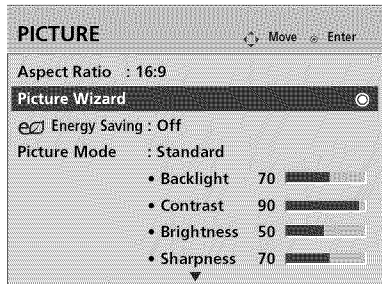 PICTURE Move Enter
Aspect Ratio : 16:9
Picture Wizard
Energy Saving : Off
Picture Mode : Standard
• Backlight 70
• Contrast 90
• Brightness 50
• Sharpness 70